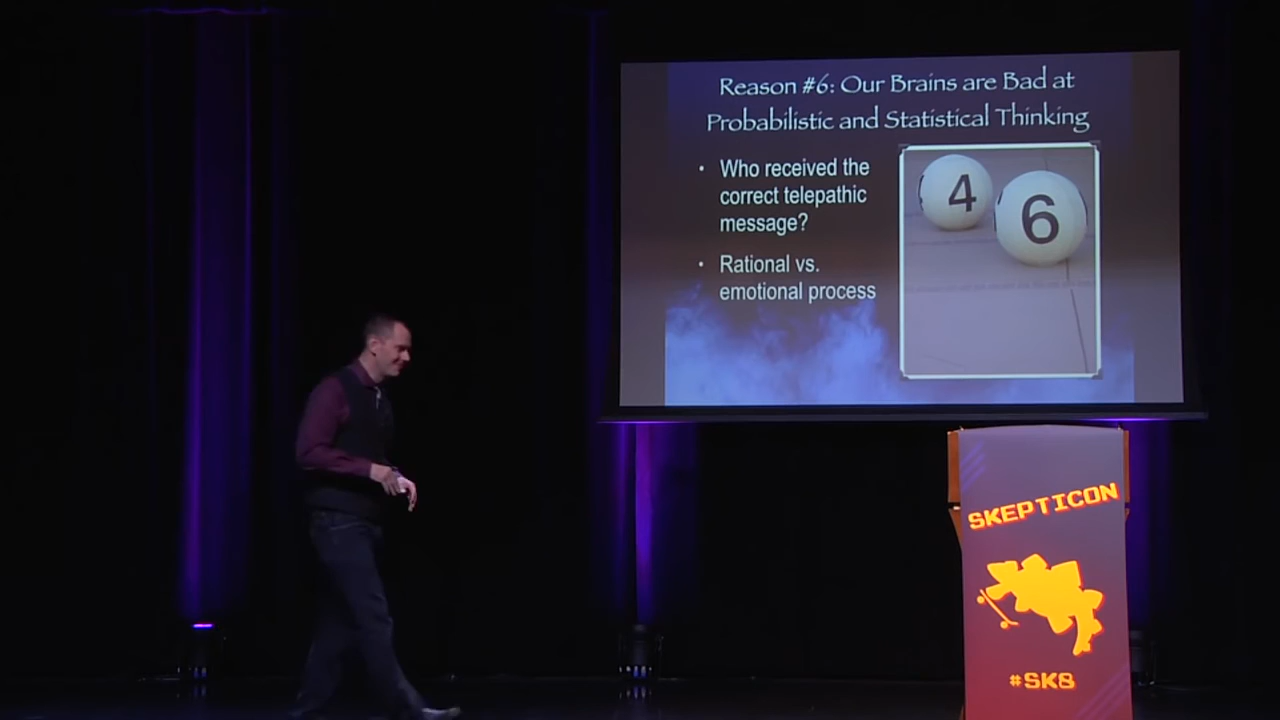 Reason #6: Our Brains are Bad at
Probabilistic and Statistical Thinking
• Who received the
correct telepathic
message?
• Rational vs.
emotional process
4
6
SKEPTICON
#SK8